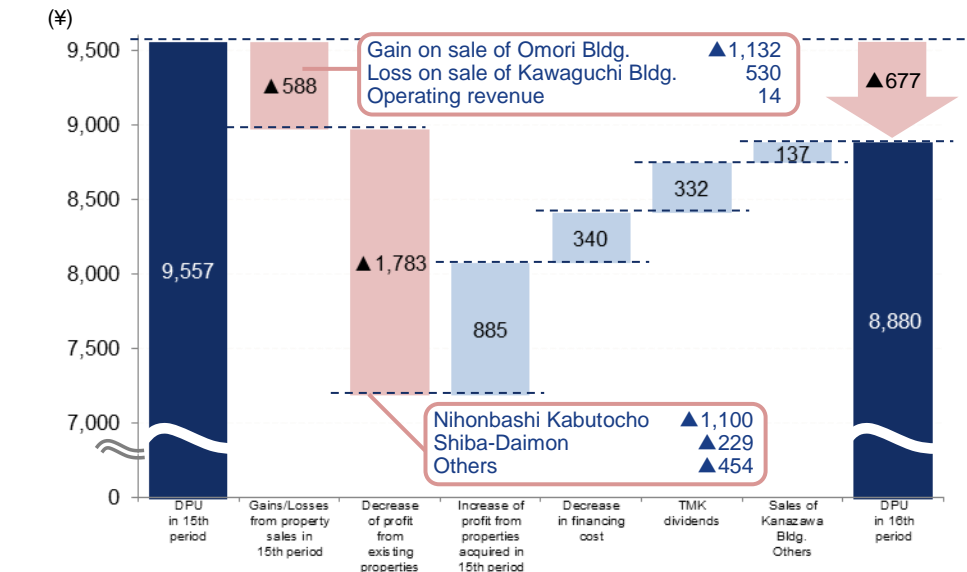 (¥)
9,500
9,000
8,500
8,000
7,500
7,000
0
Gain on sale of Omori Bldg. ▲1,132
Loss on sale of Kawaguchi Bldg. 530
Operating revenue 14
▲588
▲677
137
332
340
▲1,783
9,557
885
8,880
Nihonbashi Kabutocho ▲1,100
Shiba-Daimon ▲229
Others ▲454
DPU
in 15th
period
Gains/Losses
from property
sales in
15th period
Decrease
of profit
from
existing
properties
Increase of
profit from
properties
acquired in
15th period
Decrease
in financing
cost
TMK
dividends
Sales of
Kanazawa
Bldg.
Others
DPU
in 16th
period